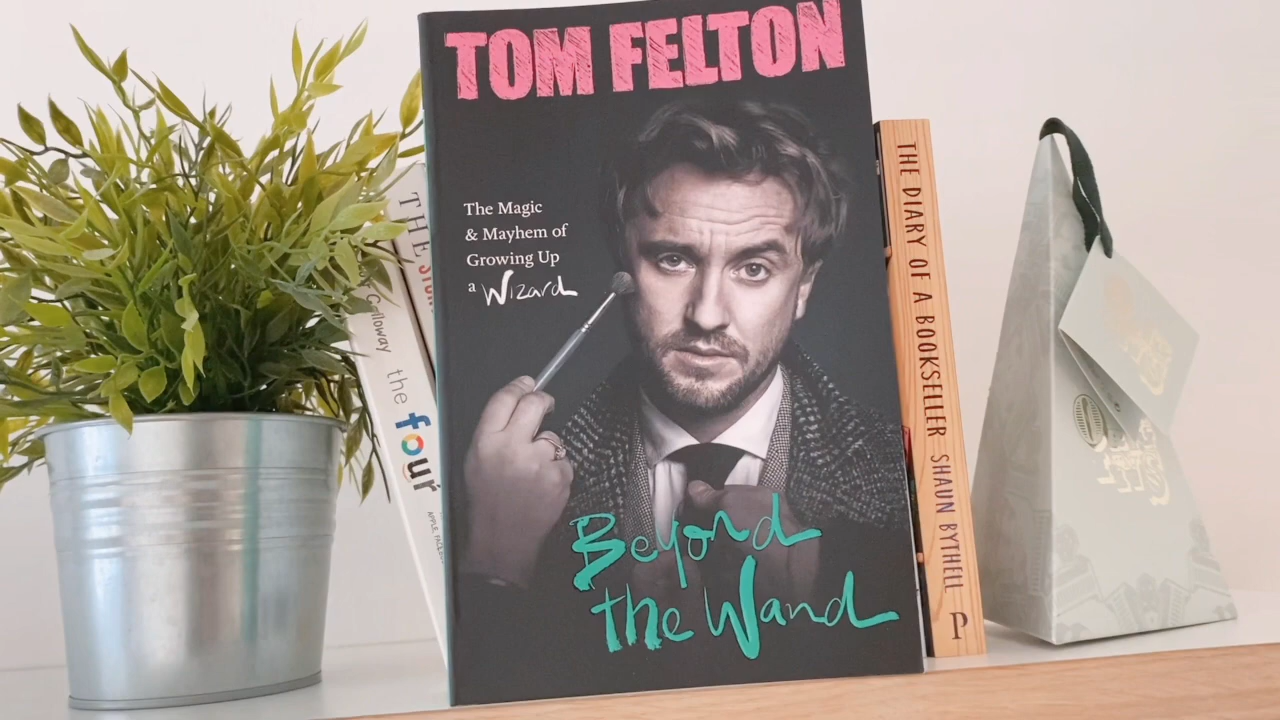 TOM FELTON
The Magic
& Mayhem of
Growing Up
a Wizard
Beyond
the Wand
THE
Galloway
the four
THE DIARY OF A BOOKSELLER SHAUN BYTHELL
P